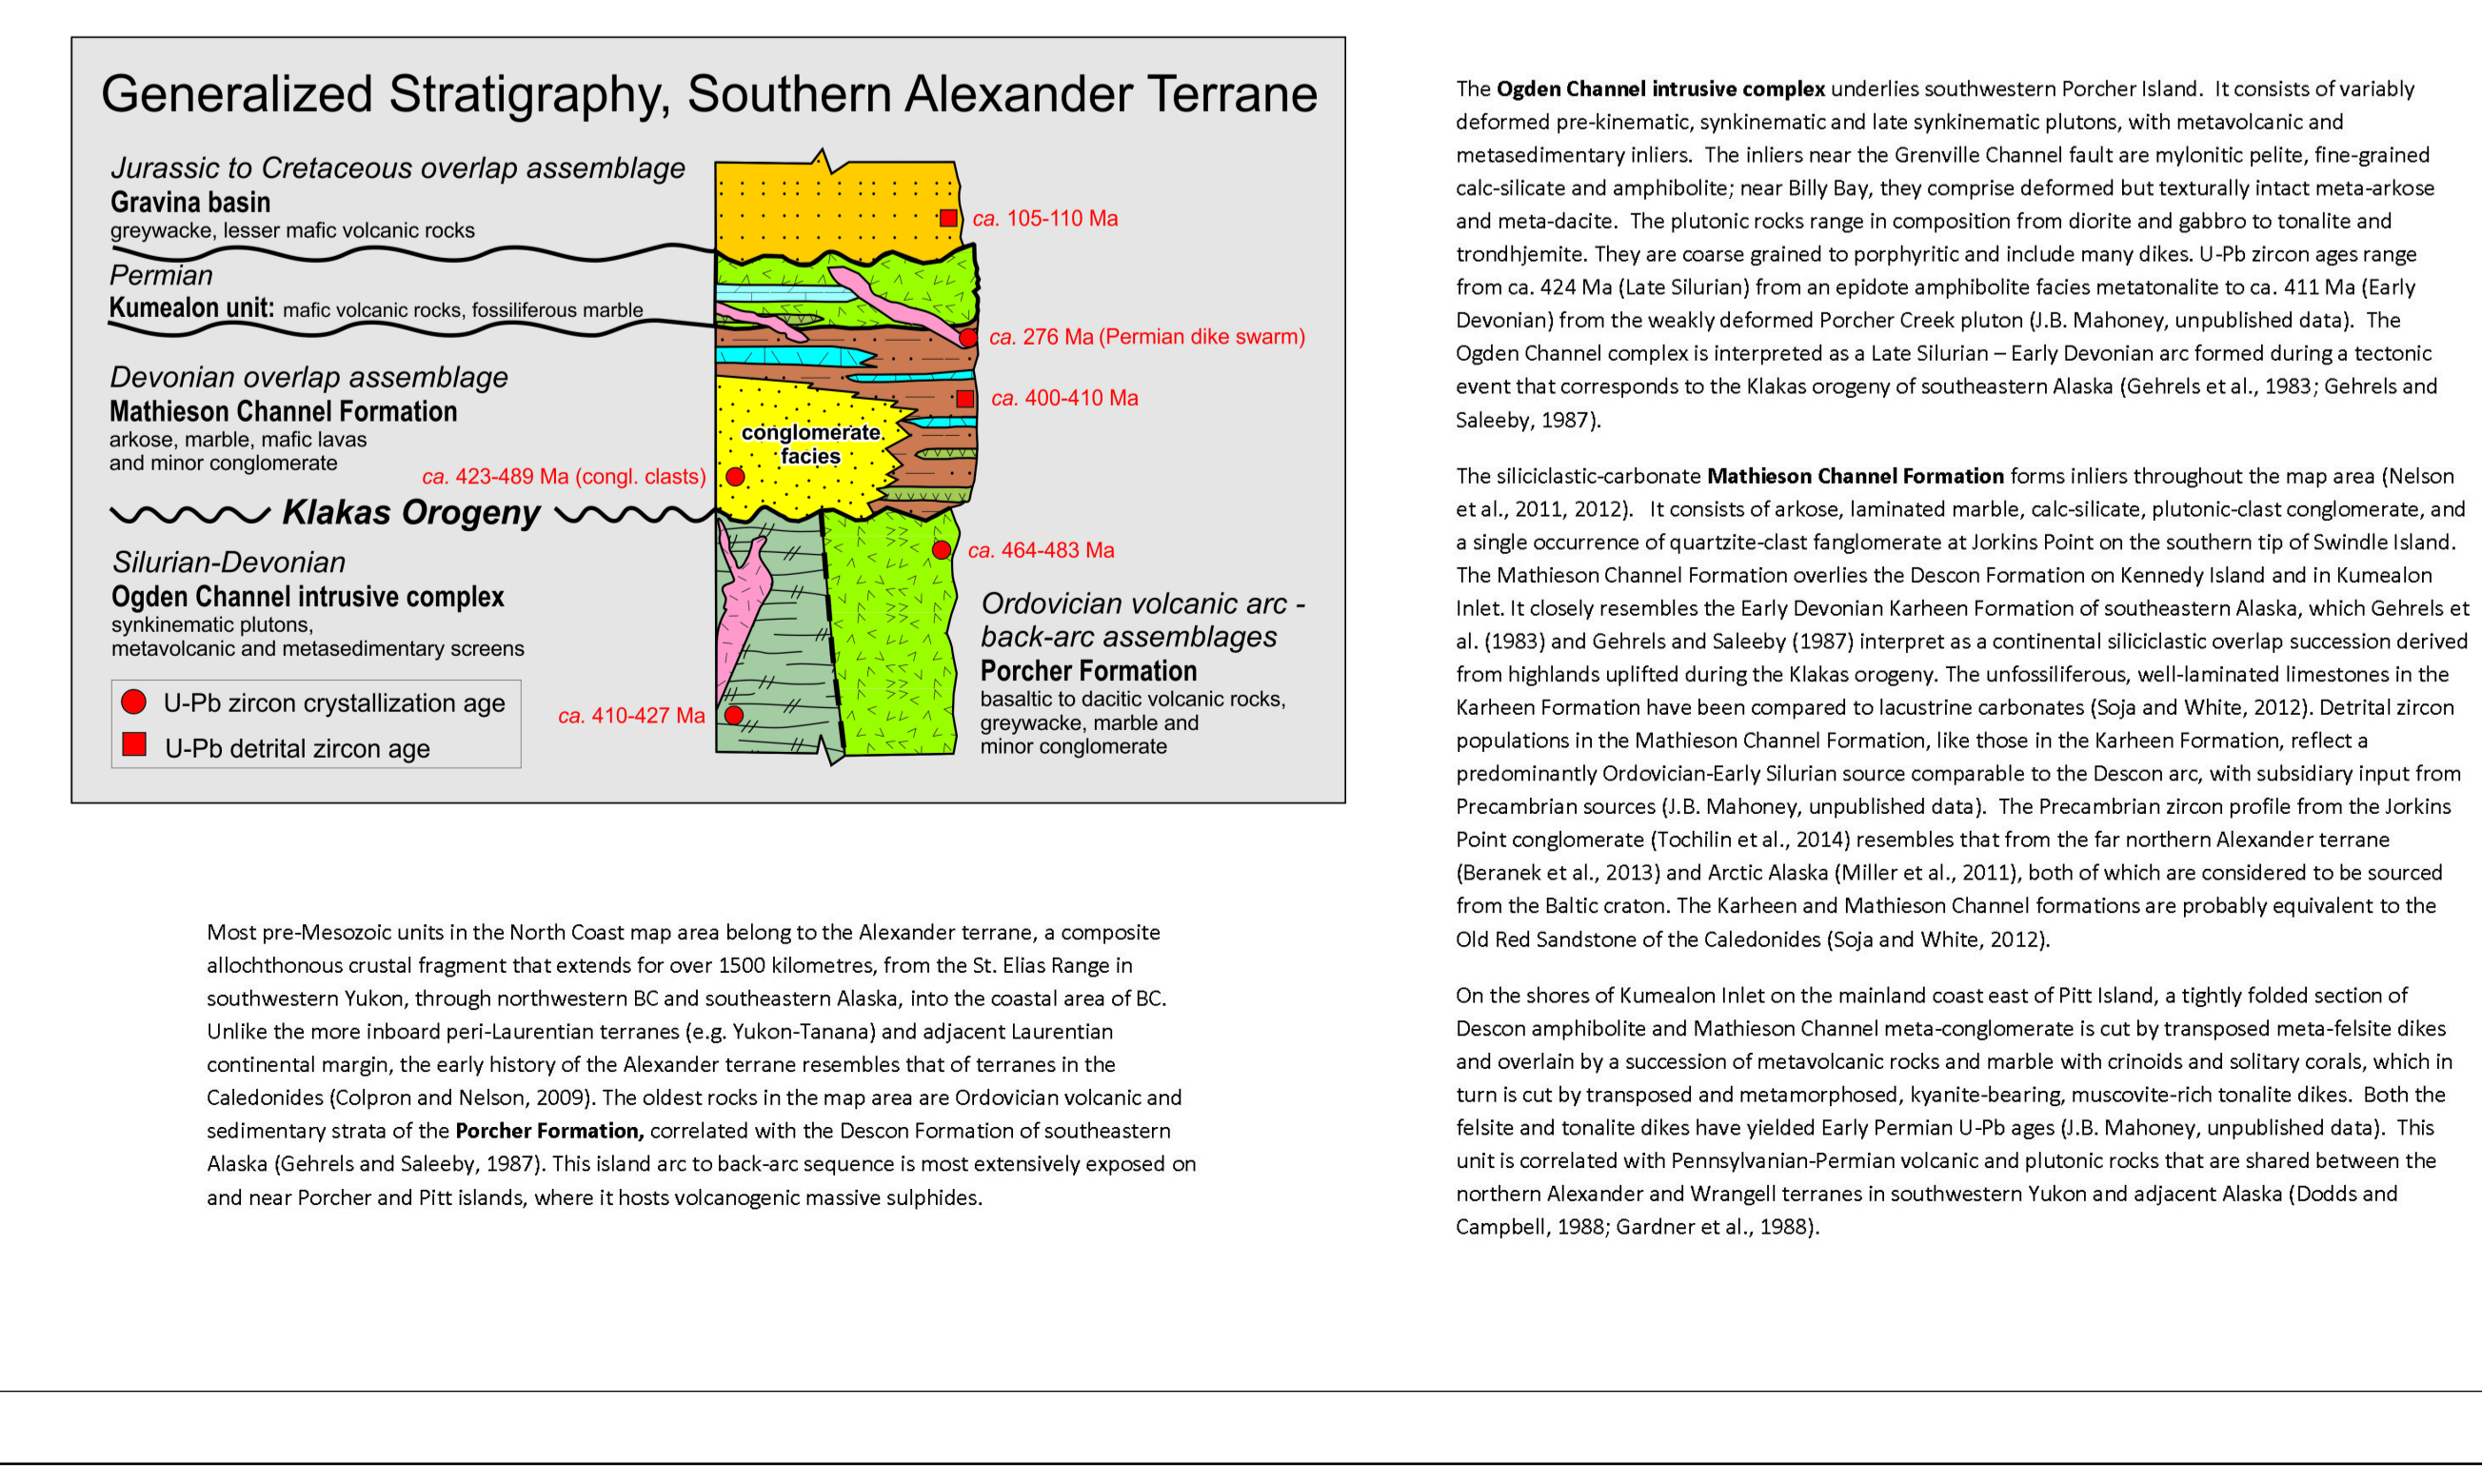 Generalized Stratigraphy, Southern Alexander Terrane
Jurassic to Cretaceous overlap assemblage
Gravina basin
greywacke, lesser mafic volcanic rocks
ca. 105-110 Ma
Permian
Kumealon unit: mafic volcanic rocks, fossiliferous marble
ca. 276 Ma (Permian dike swarm)
Devonian overlap assemblage
Mathieson Channel Formation
arkose, marble, mafic lavas
and minor conglomerate
ca. 400-410 Ma
conglomerate
facies
ca. 423-489 Ma (congl. clasts)
Klakas Orogeny
ca. 464-483 Ma
Silurian-Devonian
Ogden Channel intrusive complex
synkinematic plutons,
metavolcanic and metasedimentary screens
Ordovician volcanic arc -
back-arc assemblages
Porcher Formation
basaltic to dacitic volcanic rocks,
greywacke, marble and
minor conglomerate
U-Pb zircon crystallization age
U-Pb detrital zircon age
ca. 410-427 Ma
Most pre-Mesozoic units in the North Coast map area belong to the Alexander terrane, a composite
allochthonous crustal fragment that extends for over 1500 kilometres, from the St. Elias Range in
southwestern Yukon, through northwestern BC and southeastern Alaska, into the coastal area of BC.
Unlike the more inboard peri-Laurentian terranes (e.g. Yukon-Tanana) and adjacent Laurentian
continental margin, the early history of the Alexander terrane resembles that of terranes in the
Caledonides (Colpron and Nelson, 2009). The oldest rocks in the map area are Ordovician volcanic and
sedimentary strata of the Porcher Formation, correlated with the Descon Formation of southeastern
Alaska (Gehrels and Saleeby, 1987). This island arc to back-arc sequence is most extensively exposed on
and near Porcher and Pitt islands, where it hosts volcanogenic massive sulphides.
The Ogden Channel intrusive complex underlies southwestern Porcher Island. It consists of variably
deformed pre-kinematic, synkinematic and late synkinematic plutons, with metavolcanic and
metasedimentary inliers. The inliers near the Grenville Channel fault are mylonitic pelite, fine-grained
calc-silicate and amphibolite; near Billy Bay, they comprise deformed but texturally intact meta-arkose
and meta-dacite. The plutonic rocks range in composition from diorite and gabbro to tonalite and
trondhjemite. They are coarse grained to porphyritic and include many dikes. U-Pb zircon ages range
from ca. 424 Ma (Late Silurian) from an epidote amphibolite facies metatonalite to ca. 411 Ma (Early
Devonian) from the weakly deformed Porcher Creek pluton (J.B. Mahoney, unpublished data). The
Ogden Channel complex is interpreted as a Late Silurian – Early Devonian arc formed during a tectonic
event that corresponds to the Klakas orogeny of southeastern Alaska (Gehrels et al., 1983; Gehrels and
Saleeby, 1987).
The siliciclastic-carbonate Mathieson Channel Formation forms inliers throughout the map area (Nelson
et al., 2011, 2012). It consists of arkose, laminated marble, calc-silicate, plutonic-clast conglomerate, and
a single occurrence of quartzite-clast fanglomerate at Jorkins Point on the southern tip of Swindle Island.
The Mathieson Channel Formation overlies the Descon Formation on Kennedy Island and in Kumealon
Inlet. It closely resembles the Early Devonian Karheen Formation of southeastern Alaska, which Gehrels et
al. (1983) and Gehrels and Saleeby (1987) interpret as a continental siliciclastic overlap succession derived
from highlands uplifted during the Klakas orogeny. The unfossiliferous, well-laminated limestones in the
Karheen Formation have been compared to lacustrine carbonates (Soja and White, 2012). Detrital zircon
populations in the Mathieson Channel Formation, like those in the Karheen Formation, reflect a
predominantly Ordovician-Early Silurian source comparable to the Descon arc, with subsidiary input from
Precambrian sources (J.B. Mahoney, unpublished data). The Precambrian zircon profile from the Jorkins
Point conglomerate (Tochilin et al., 2014) resembles that from the far northern Alexander terrane
(Beranek et al., 2013) and Arctic Alaska (Miller et al., 2011), both of which are considered to be sourced
from the Baltic craton. The Karheen and Mathieson Channel formations are probably equivalent to the
Old Red Sandstone of the Caledonides (Soja and White, 2012).
On the shores of Kumealon Inlet on the mainland coast east of Pitt Island, a tightly folded section of
Descon amphibolite and Mathieson Channel meta-conglomerate is cut by transposed meta-felsite dikes
and overlain by a succession of metavolcanic rocks and marble with crinoids and solitary corals, which in
turn is cut by transposed and metamorphosed, kyanite-bearing, muscovite-rich tonalite dikes. Both the
felsite and tonalite dikes have yielded Early Permian U-Pb ages (J.B. Mahoney, unpublished data). This
unit is correlated with Pennsylvanian-Permian volcanic and plutonic rocks that are shared between the
northern Alexander and Wrangell terranes in southwestern Yukon and adjacent Alaska (Dodds and
Campbell, 1988; Gardner et al., 1988).